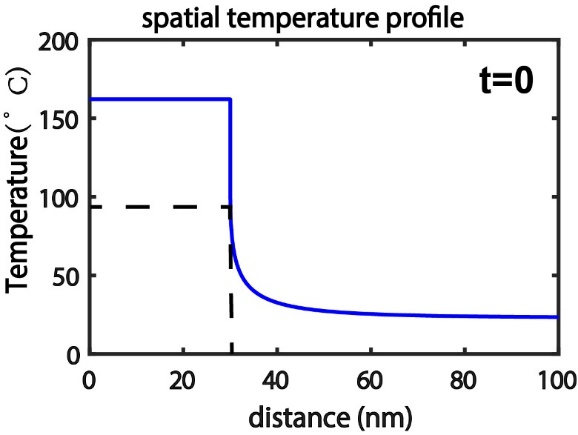 spatial temperature profile
t=0
Temperature(° C)
200
150
100
50
0
0 20 40 60 80 100
distance (nm)